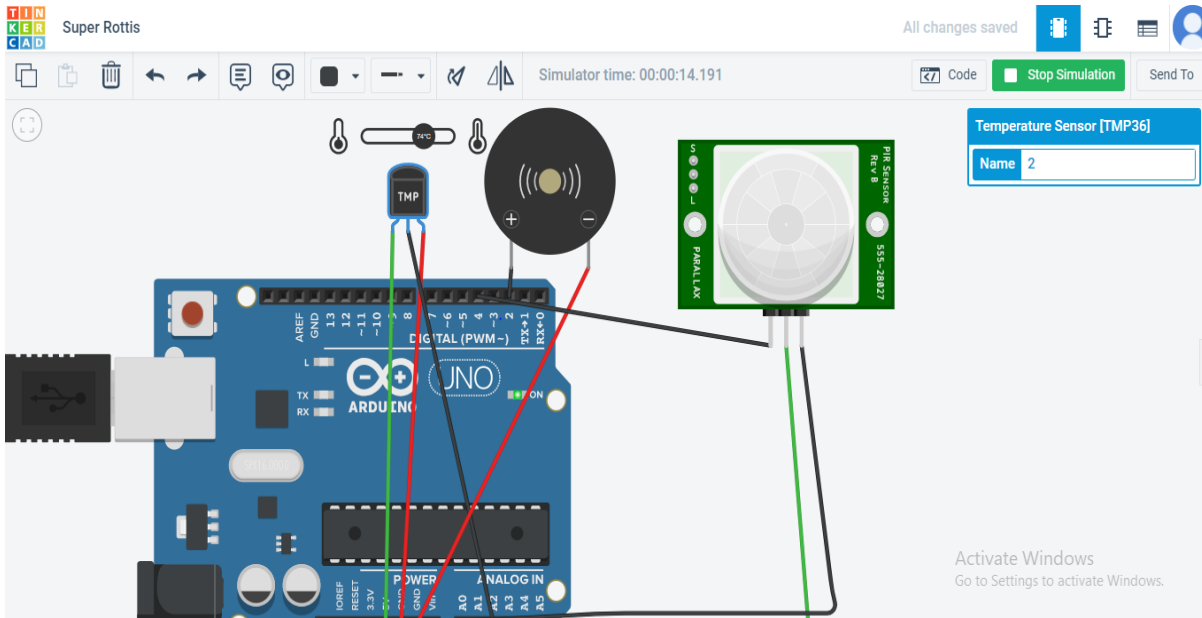 TIN
KER
CAD
Super Rottis
All changes saved
Simulator time: 00:00:14.191
Code
Stop Simulation
Send To
Temperature Sensor [TMP36]
Name 2
74°C
TMP
+
−
S
L
PIR SENSOR
REV B
PARALLAX
555-28027
AREF
GND
13
12
~11
~10
9
8
7
~6
~5
4
~3
2
TX→1
RX←0
DIGITAL (PWM~)
L
TX
RX
ARDUINO
UNO
ON
POWER
ANALOG IN
IOREF
RESET
3.3V
5V
GND
GND
Vin
A0
A1
A2
A3
A4
A5
Activate Windows
Go to Settings to activate Windows.